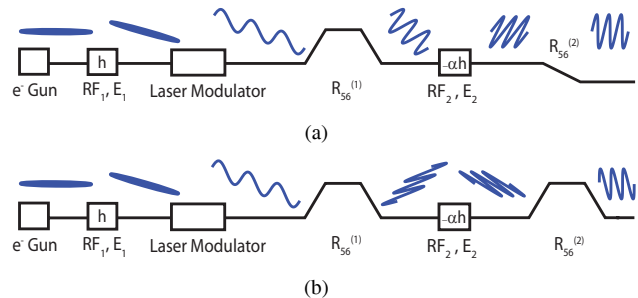 h
-αh
R56(2)
e- Gun
RF1, E1
Laser Modulator
R56(1)
RF2, E2
(a)
h
-αh
e- Gun
RF1, E1
Laser Modulator
R56(1)
RF2, E2
R56(2)
(b)